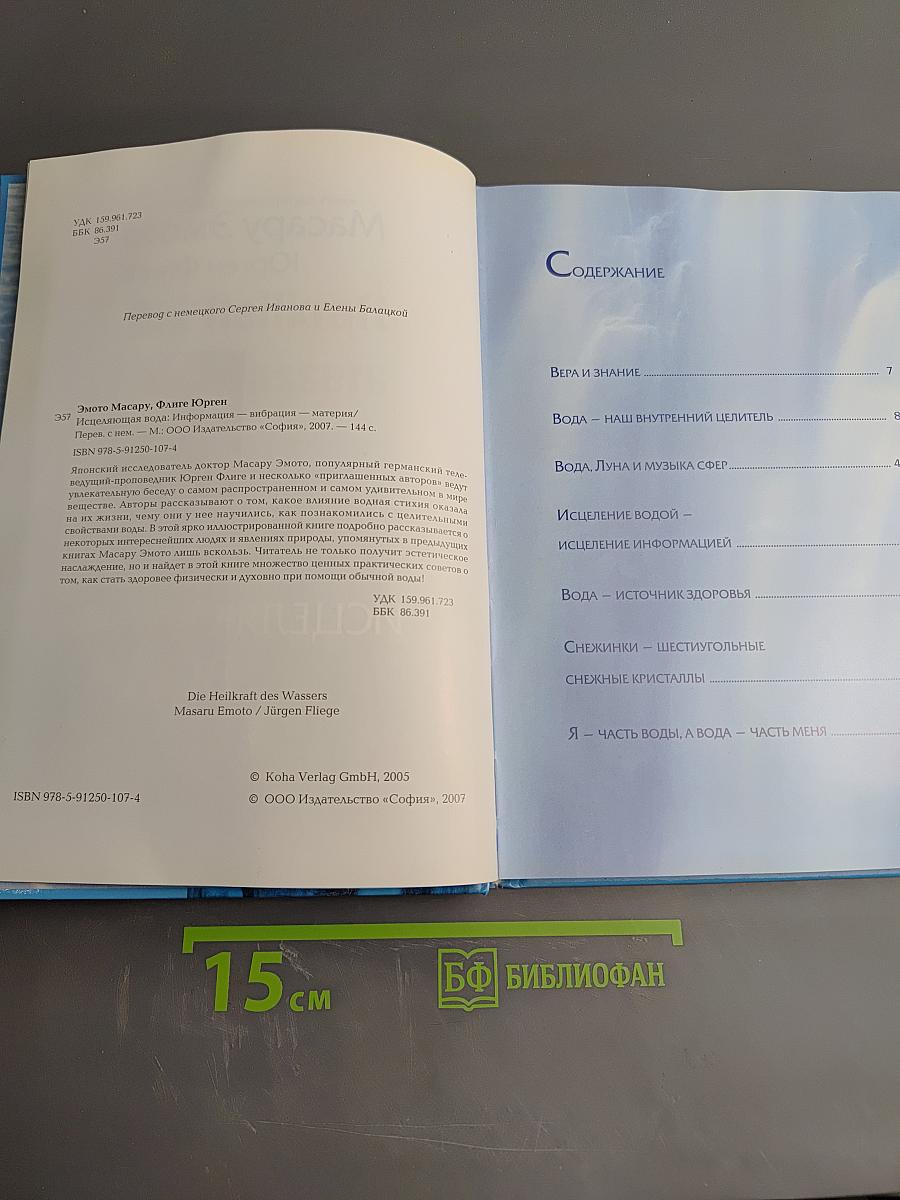 УДК 159.961.723
ББК 86.391
Э57
Перевод с немецкого Сергея Иванова и Елены Балацкой
Эмото Масару, Флиге Юрген
Э57 Исцеляющая вода: Информация — вибрация — материя/
Перев. с нем. — М.: ООО Издательство «София», 2007. — 144 с.
ISBN 978-5-91250-107-4
Японский исследователь доктор Масару Эмото, популярный германский теле-
ведущий-проповедник Юрген Флиге и несколько «приглашенных авторов» ведут
увлекательную беседу о самом распространенном и самом удивительном в мире
веществе. Авторы рассказывают о том, какое влияние водная стихия оказала
на их жизнь, чему они у нее научились, как познакомились с целительными
свойствами воды. В этой ярко иллюстрированной книге подробно рассказывается о
некоторых интереснейших людях и явлениях природы, упомянутых в предыдущих
книгах Масару Эмото лишь вскользь. Читатель не только получит эстетическое
наслаждение, но и найдет в этой книге множество ценных практических советов о
том, как стать здоровее физически и духовно при помощи обычной воды!
УДК 159.961.723
ББК 86.391
Die Heilkraft des Wassers
Masaru Emoto / Jürgen Fliege
© Koha Verlag GmbH, 2005
ISBN 978-5-91250-107-4 © ООО Издательство «София», 2007
Содержание
Вера и знание 7
Вода — наш внутренний целитель 8
Вода, Луна и музыка сфер 4
Исцеление водой —
исцеление информацией
Вода — источник здоровья
Снежинки — шестиугольные
снежные кристаллы
Я — часть воды, а вода — часть меня
15 см
БФ БИБЛИОФАН